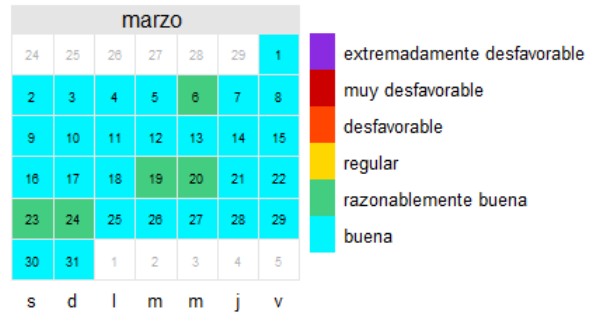 marzo
24 25 26 27 28 29 1
2 3 4 5 6 7 8
9 10 11 12 13 14 15
16 17 18 19 20 21 22
23 24 25 26 27 28 29
30 31 1 2 3 4 5
s d l m m j v
extremadamente desfavorable
muy desfavorable
desfavorable
regular
razonablemente buena
buena